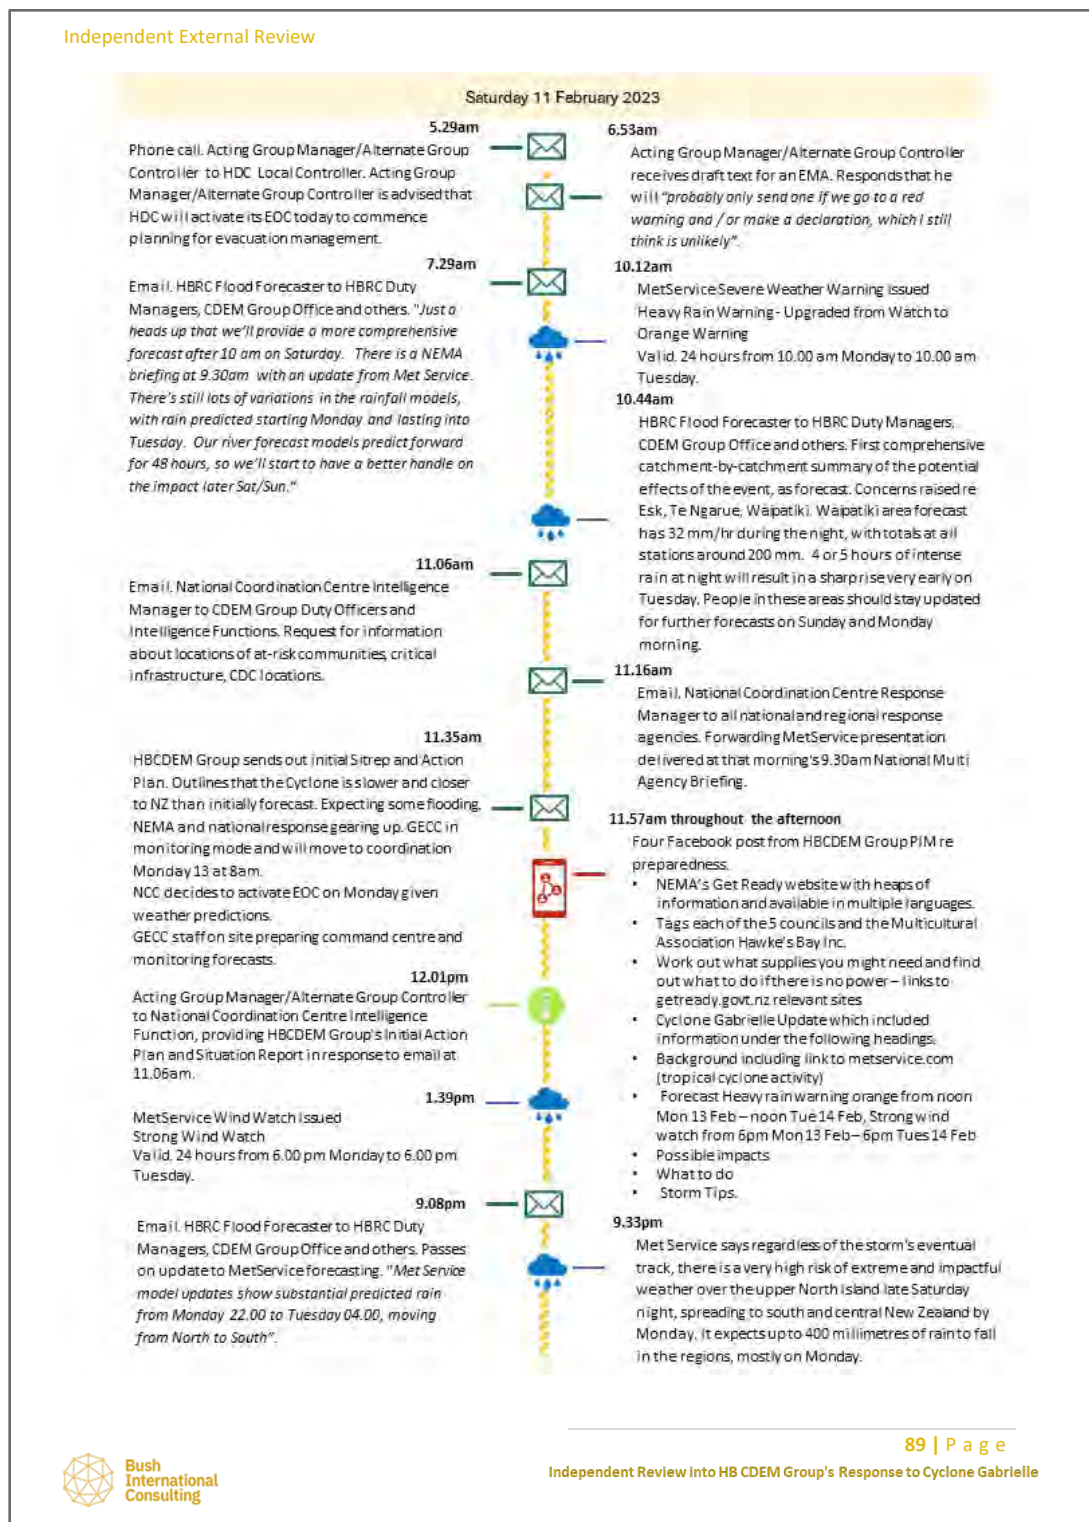 Independent External Review
Saturday 11 February 2023
5.29am
Phone call. Acting Group Manager/Alternate Group
Controller to HDC Local Controller. Acting Group
Manager/Alternate Group Controller is advised that
HDC will activate its EOC today to commence
planning for evacuation management.
6.53am
Acting Group Manager/Alternate Group Controller
receives draft text for an EMA. Responds that he
will "probably only send one if we go to a red
warning and / or make a declaration, which I still
think is unlikely".
7.29am
Email. HBRC Flood Forecaster to HBRC Duty
Managers, CDEM Group Office and others. "Just a
heads up that we'll provide a more comprehensive
forecast after 10 am on Saturday. There is a NEMA
briefing at 9.30am with an update from Met Service.
There's still lots of variations in the rainfall models,
with rain predicted starting Monday and lasting into
Tuesday. Our river forecast models predict forward
for 48 hours, so we'll start to have a better handle on
the impact later Sat/Sun."
10.12am
MetService Severe Weather Warning Issued
Heavy Rain Warning - Upgraded from Watch to
Orange Warning
Valid. 24 hours from 10.00 am Monday to 10.00 am
Tuesday.
10.44am
HBRC Flood Forecaster to HBRC Duty Managers,
CDEM Group Office and others. First comprehensive
catchment-by-catchment summary of the potential
effects of the event, as forecast. Concerns raised re
Esk, Te Ngarue, Waipatiki. Waipatiki area forecast
has 32 mm/hr during the night, with totals at all
stations around 200 mm. 4 or 5 hours of intense
rain at night will result in a sharp rise very early on
Tuesday. People in these areas should stay updated
for further forecasts on Sunday and Monday
morning.
11.06am
Email. National Coordination Centre Intelligence
Manager to CDEM Group Duty Officers and
Intelligence Functions. Request for information
about locations of at-risk communities, critical
infrastructure, CDC locations.
11.16am
Email. National Coordination Centre Response
Manager to all national and regional response
agencies. Forwarding MetService presentation
delivered at that morning's 9.30am National Multi
Agency Briefing.
11.35am
HBCDEM Group sends out initial Sitrep and Action
Plan. Outlines that the Cyclone is slower and closer
to NZ than initially forecast. Expecting some flooding.
NEMA and national response gearing up. GECC in
monitoring mode and will move to coordination
Monday 13 at 8am.
NCC decides to activate EOC on Monday given
weather predictions.
GECC staff on site preparing command centre and
monitoring forecasts.
11.57am throughout the afternoon
Four Facebook post from HBCDEM Group PIM re
preparedness.
• NEMA's Get Ready website with heaps of
information and available in multiple languages.
• Tags each of the 5 councils and the Multicultural
Association Hawke's Bay Inc.
• Work out what supplies you might need and find
out what to do if there is no power – links to
getready.govt.nz relevant sites
• Cyclone Gabrielle Update which included
information under the following headings.
• Background including link to metservice.com
(tropical cyclone activity)
• Forecast Heavy rain warning orange from noon
Mon 13 Feb – noon Tue 14 Feb, Strong wind
watch from 6pm Mon 13 Feb – 6pm Tues 14 Feb
• Possible impacts
• What to do
• Storm Tips.
12.01pm
Acting Group Manager/Alternate Group Controller
to National Coordination Centre Intelligence
Function, providing HBCDEM Group's Initial Action
Plan and Situation Report in response to email at
11.06am.
1.39pm
MetService Wind Watch Issued
Strong Wind Watch
Valid. 24 hours from 6.00 pm Monday to 6.00 pm
Tuesday.
9.08pm
Email. HBRC Flood Forecaster to HBRC Duty
Managers, CDEM Group Office and others. Passes
on update to MetService forecasting. "Met Service
model updates show substantial predicted rain
from Monday 22.00 to Tuesday 04.00, moving
from North to South".
9.33pm
Met Service says regardless of the storm's eventual
track, there is a very high risk of extreme and impactful
weather over the upper North Island late Saturday
night, spreading to south and central New Zealand by
Monday. It expects up to 400 millimetres of rain to fall
in the regions, mostly on Monday.
89 | Page
Independent Review into HB CDEM Group's Response to Cyclone Gabrielle
Bush
International
Consulting